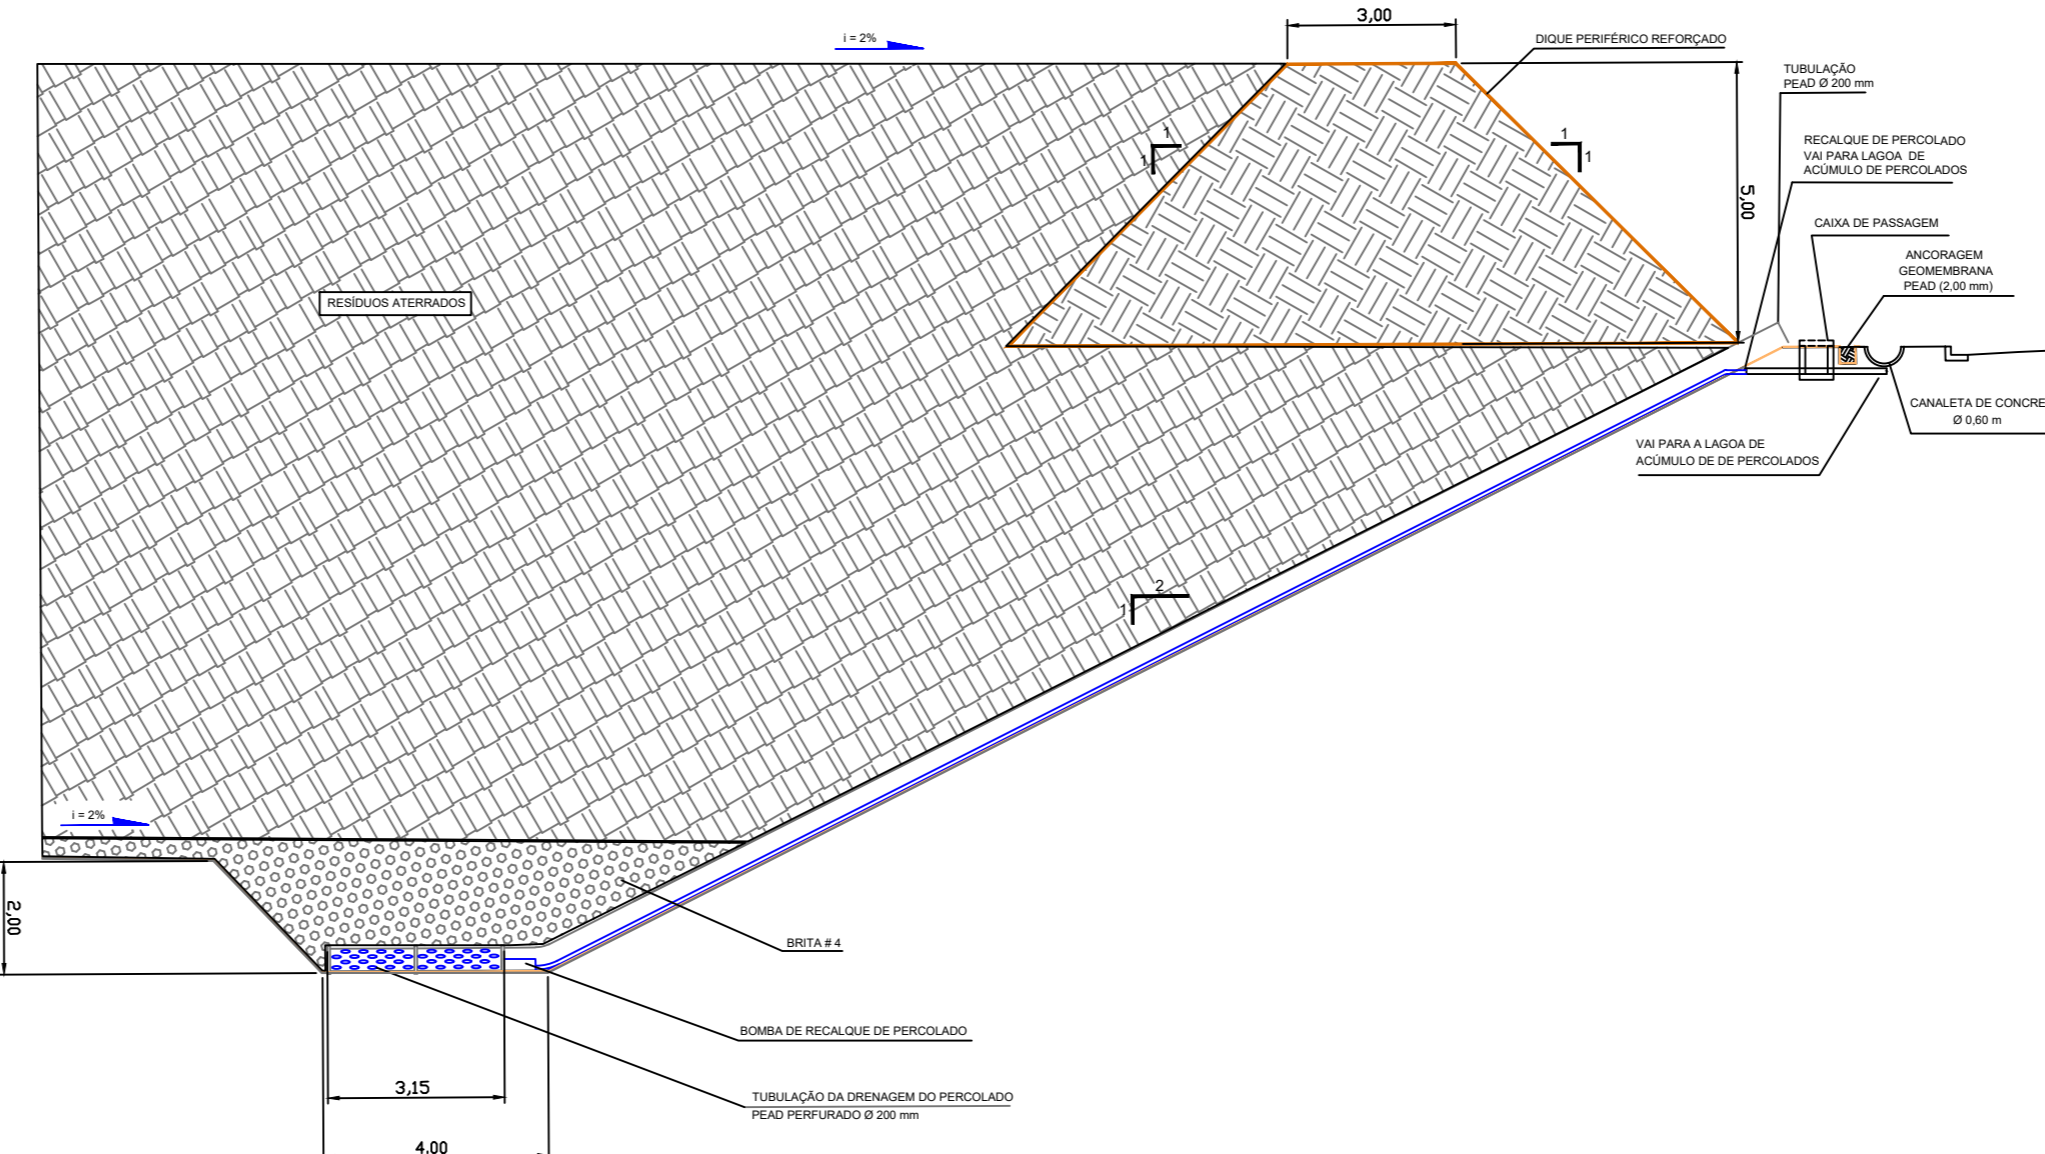 3,00
i = 2%
DIQUE PERIFÉRICO REFORÇADO
TUBULAÇÃO
PEAD Ø 200 mm
1
1
1
1
RECALQUE DE PERCOLADO
VAI PARA LAGOA DE
ACÚMULO DE PERCOLADOS
5,00
CAIXA DE PASSAGEM
ANCORAGEM
GEOMEMBRANA
PEAD (2,00 mm)
RESÍDUOS ATERRADOS
CANALETA DE CONCRE
Ø 0,60 m
VAI PARA A LAGOA DE
ACÚMULO DE DE PERCOLADOS
2
1
i = 2%
2,00
BRITA # 4
BOMBA DE RECALQUE DE PERCOLADO
3,15
TUBULAÇÃO DA DRENAGEM DO PERCOLADO
PEAD PERFURADO Ø 200 mm
4,00